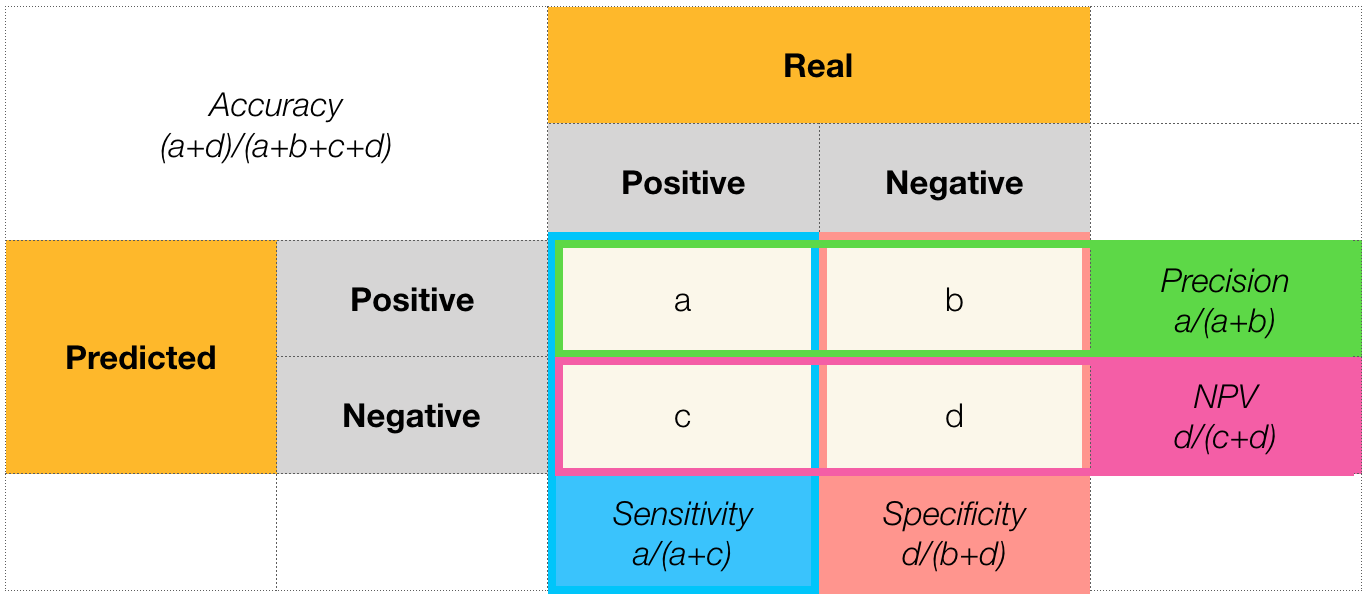 Real
Accuracy
(a+d)/(a+b+c+d)
Positive
Negative
Predicted
Positive
a
b
Precision
a/(a+b)
Negative
c
d
NPV
d/(c+d)
Sensitivity
a/(a+c)
Specificity
d/(b+d)